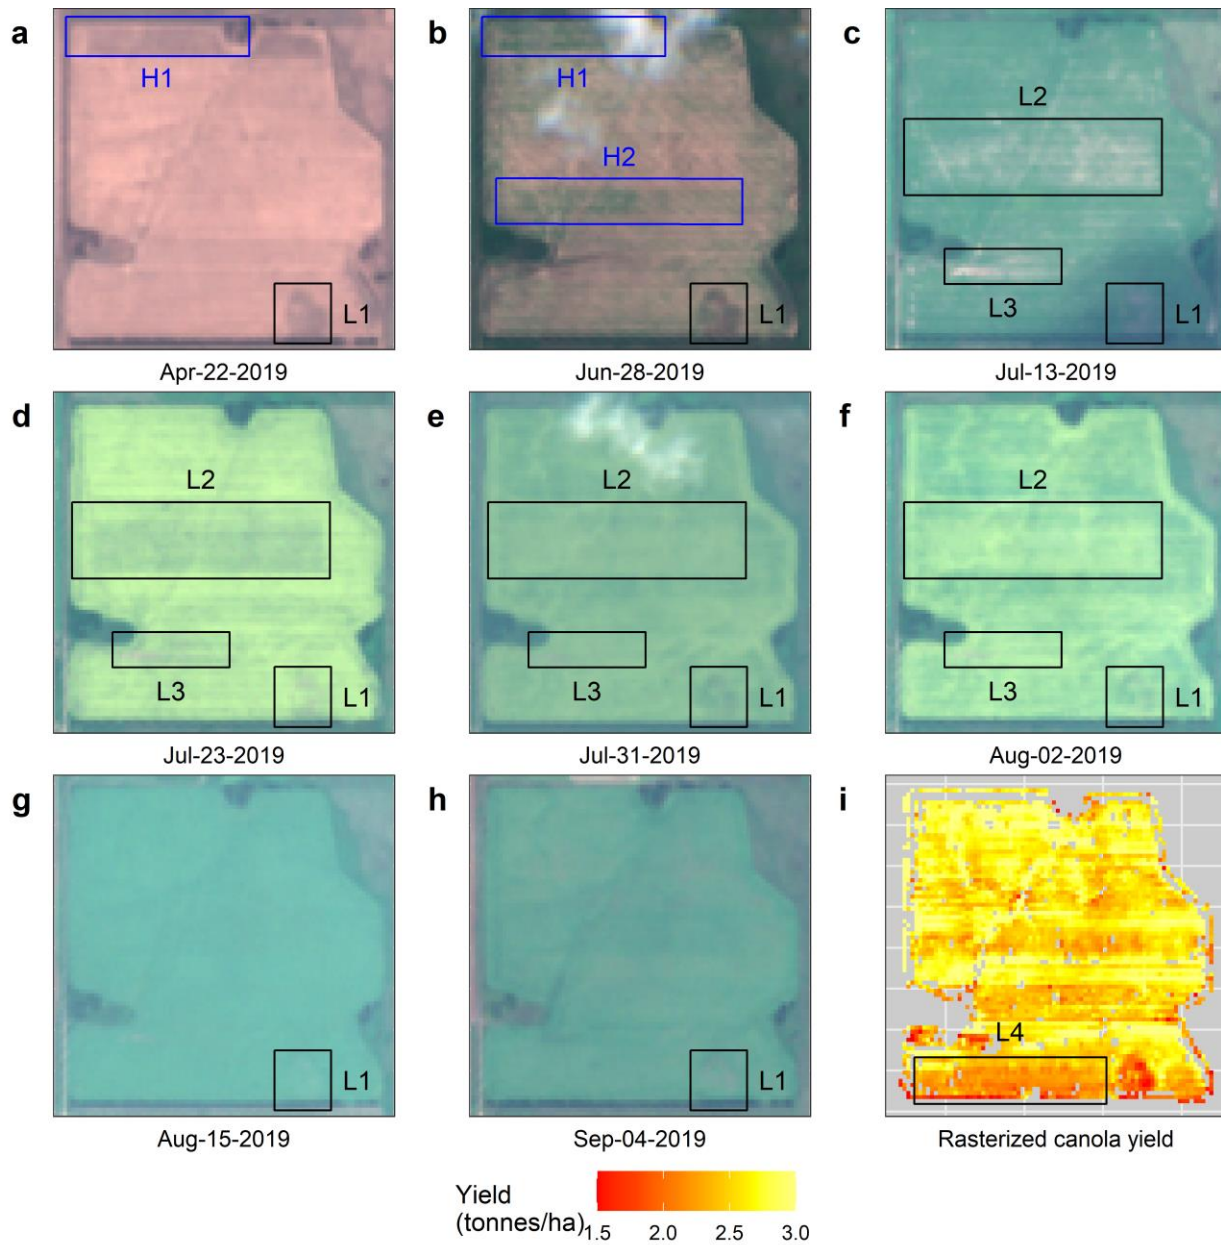 a
H1
L1
Apr-22-2019
b
H1
H2
L1
Jun-28-2019
c
L2
L3
L1
Jul-13-2019
d
L2
L3
L1
Jul-23-2019
e
L2
L3
L1
Jul-31-2019
f
L2
L3
L1
Aug-02-2019
g
L1
Aug-15-2019
h
L1
Sep-04-2019
i
L4
Rasterized canola yield
Yield
(tonnes/ha)
1.5 2.0 2.5 3.0